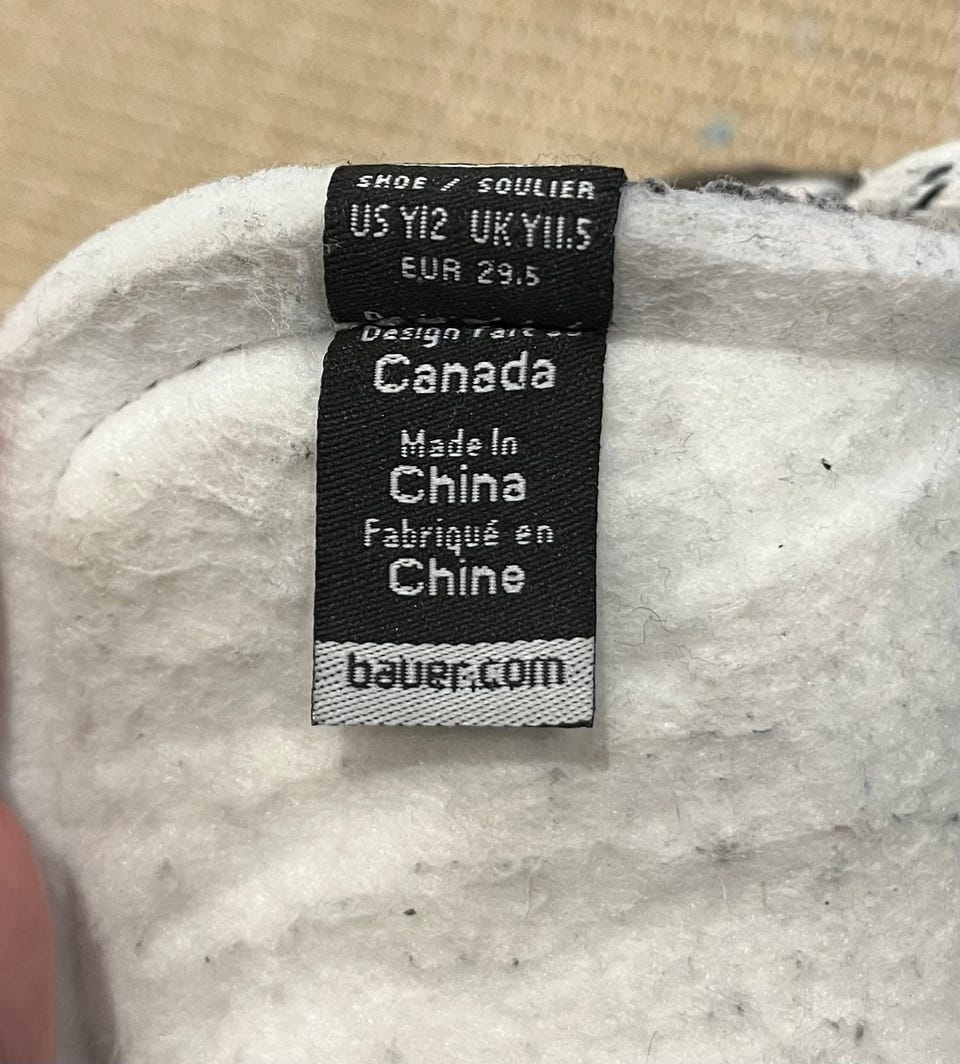 SHOE / SOULIER
US Y12 UK Y11.5
EUR 29.5
Design
Canada
Made In
China
Fabriqué en
Chine
bauer.com